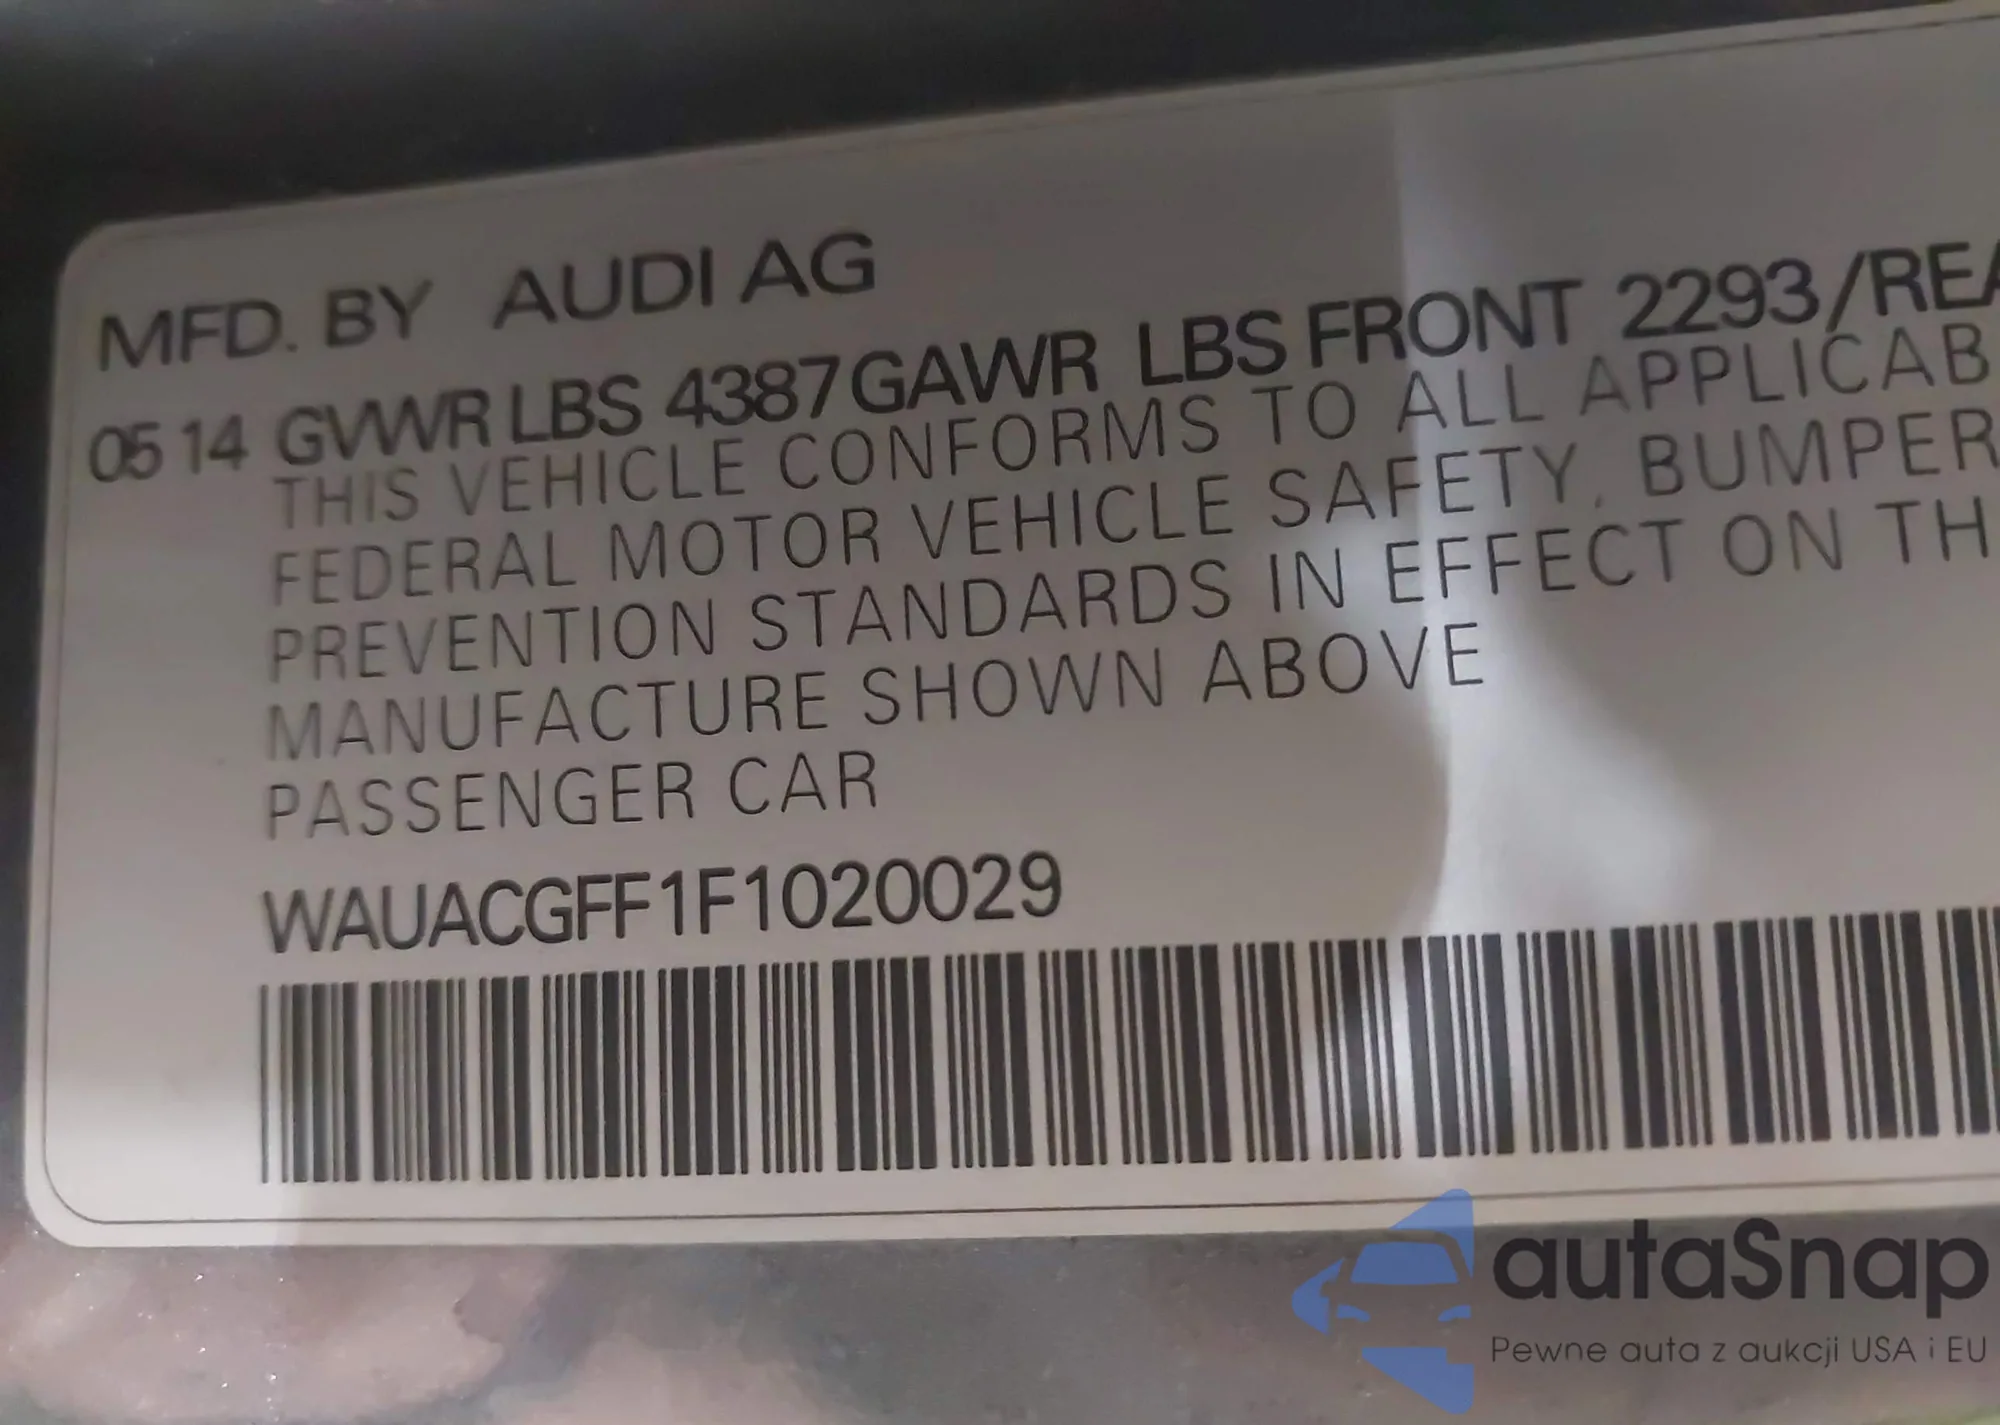 MFD. BY AUDI AG
05 14 GVWR LBS 4387 GAWR LBS FRONT 2293 /REA
THIS VEHICLE CONFORMS TO ALL APPLICAB
FEDERAL MOTOR VEHICLE SAFETY, BUMPER
PREVENTION STANDARDS IN EFFECT ON TH
MANUFACTURE SHOWN ABOVE
PASSENGER CAR
WAUACGFF1F1020029
autaSnap
Pewne auta z aukcji USA i EU